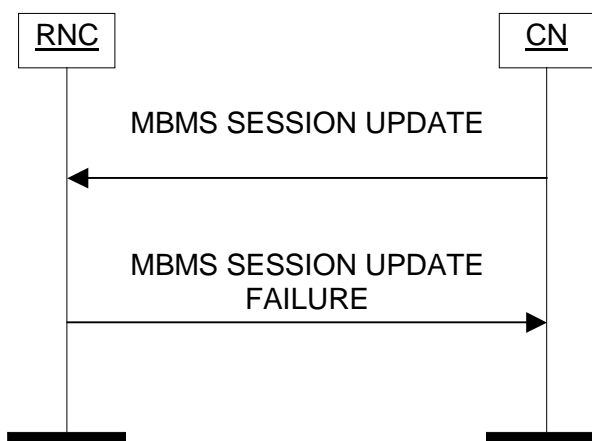 RNC
CN
MBMS SESSION UPDATE
MBMS SESSION UPDATE
FAILURE